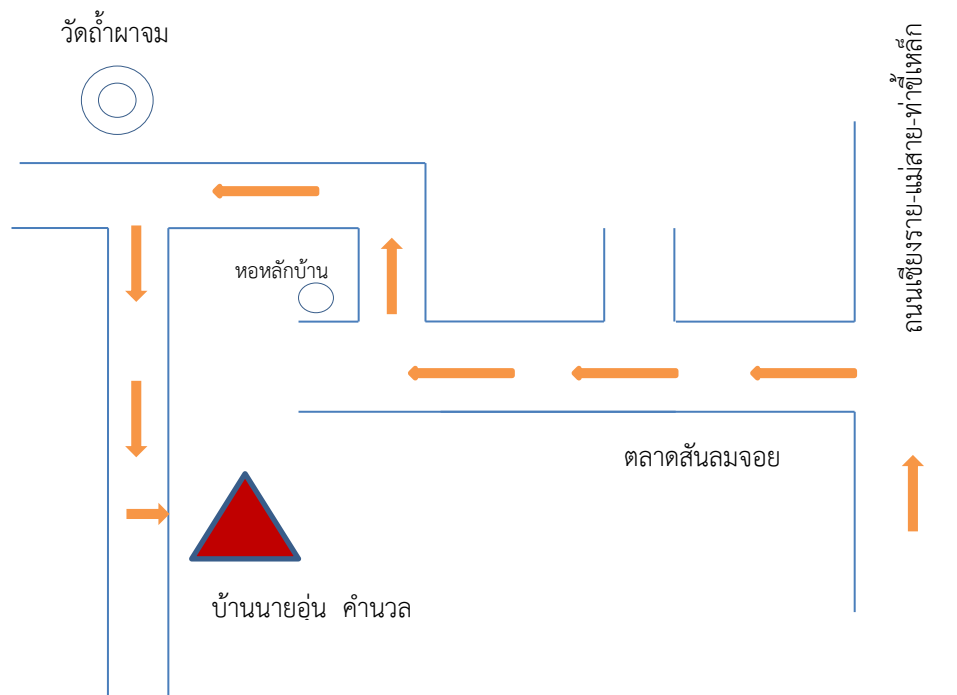 วัดถ้ำผาจม
ถนนเชียงราย-แม่สาย-ท่าขี้เหล็ก
หอหลักบ้าน
ตลาดสันลมจอย
บ้านนายอุ่น คำนวล